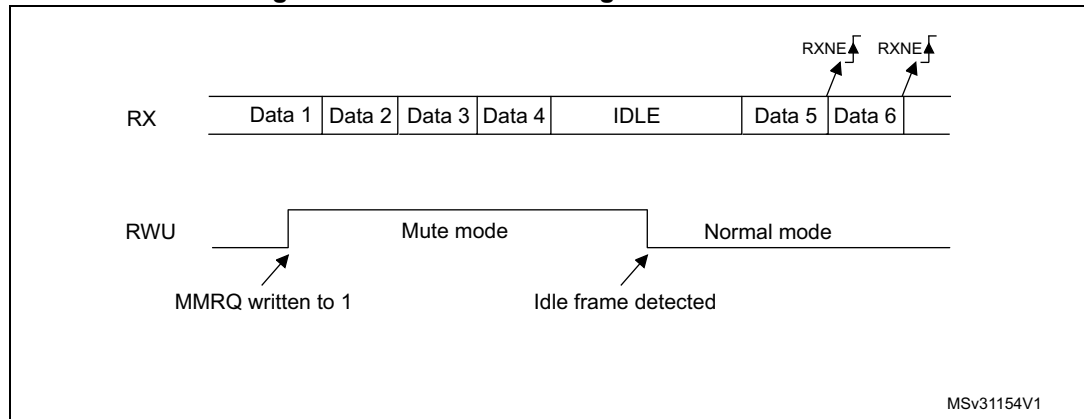 RXNE RXNE
RX Data 1 Data 2 Data 3 Data 4 IDLE Data 5 Data 6
RWU Mute mode Normal mode
MMRQ written to 1 Idle frame detected
MSv31154V1